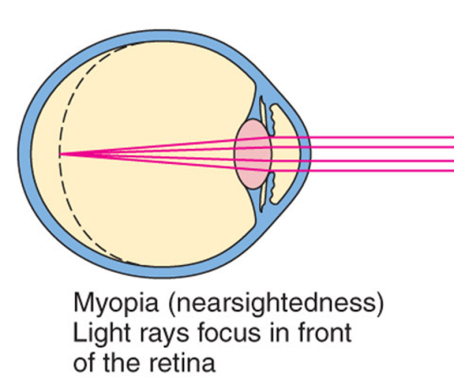 Myopia (nearsightedness)
Light rays focus in front
of the retina